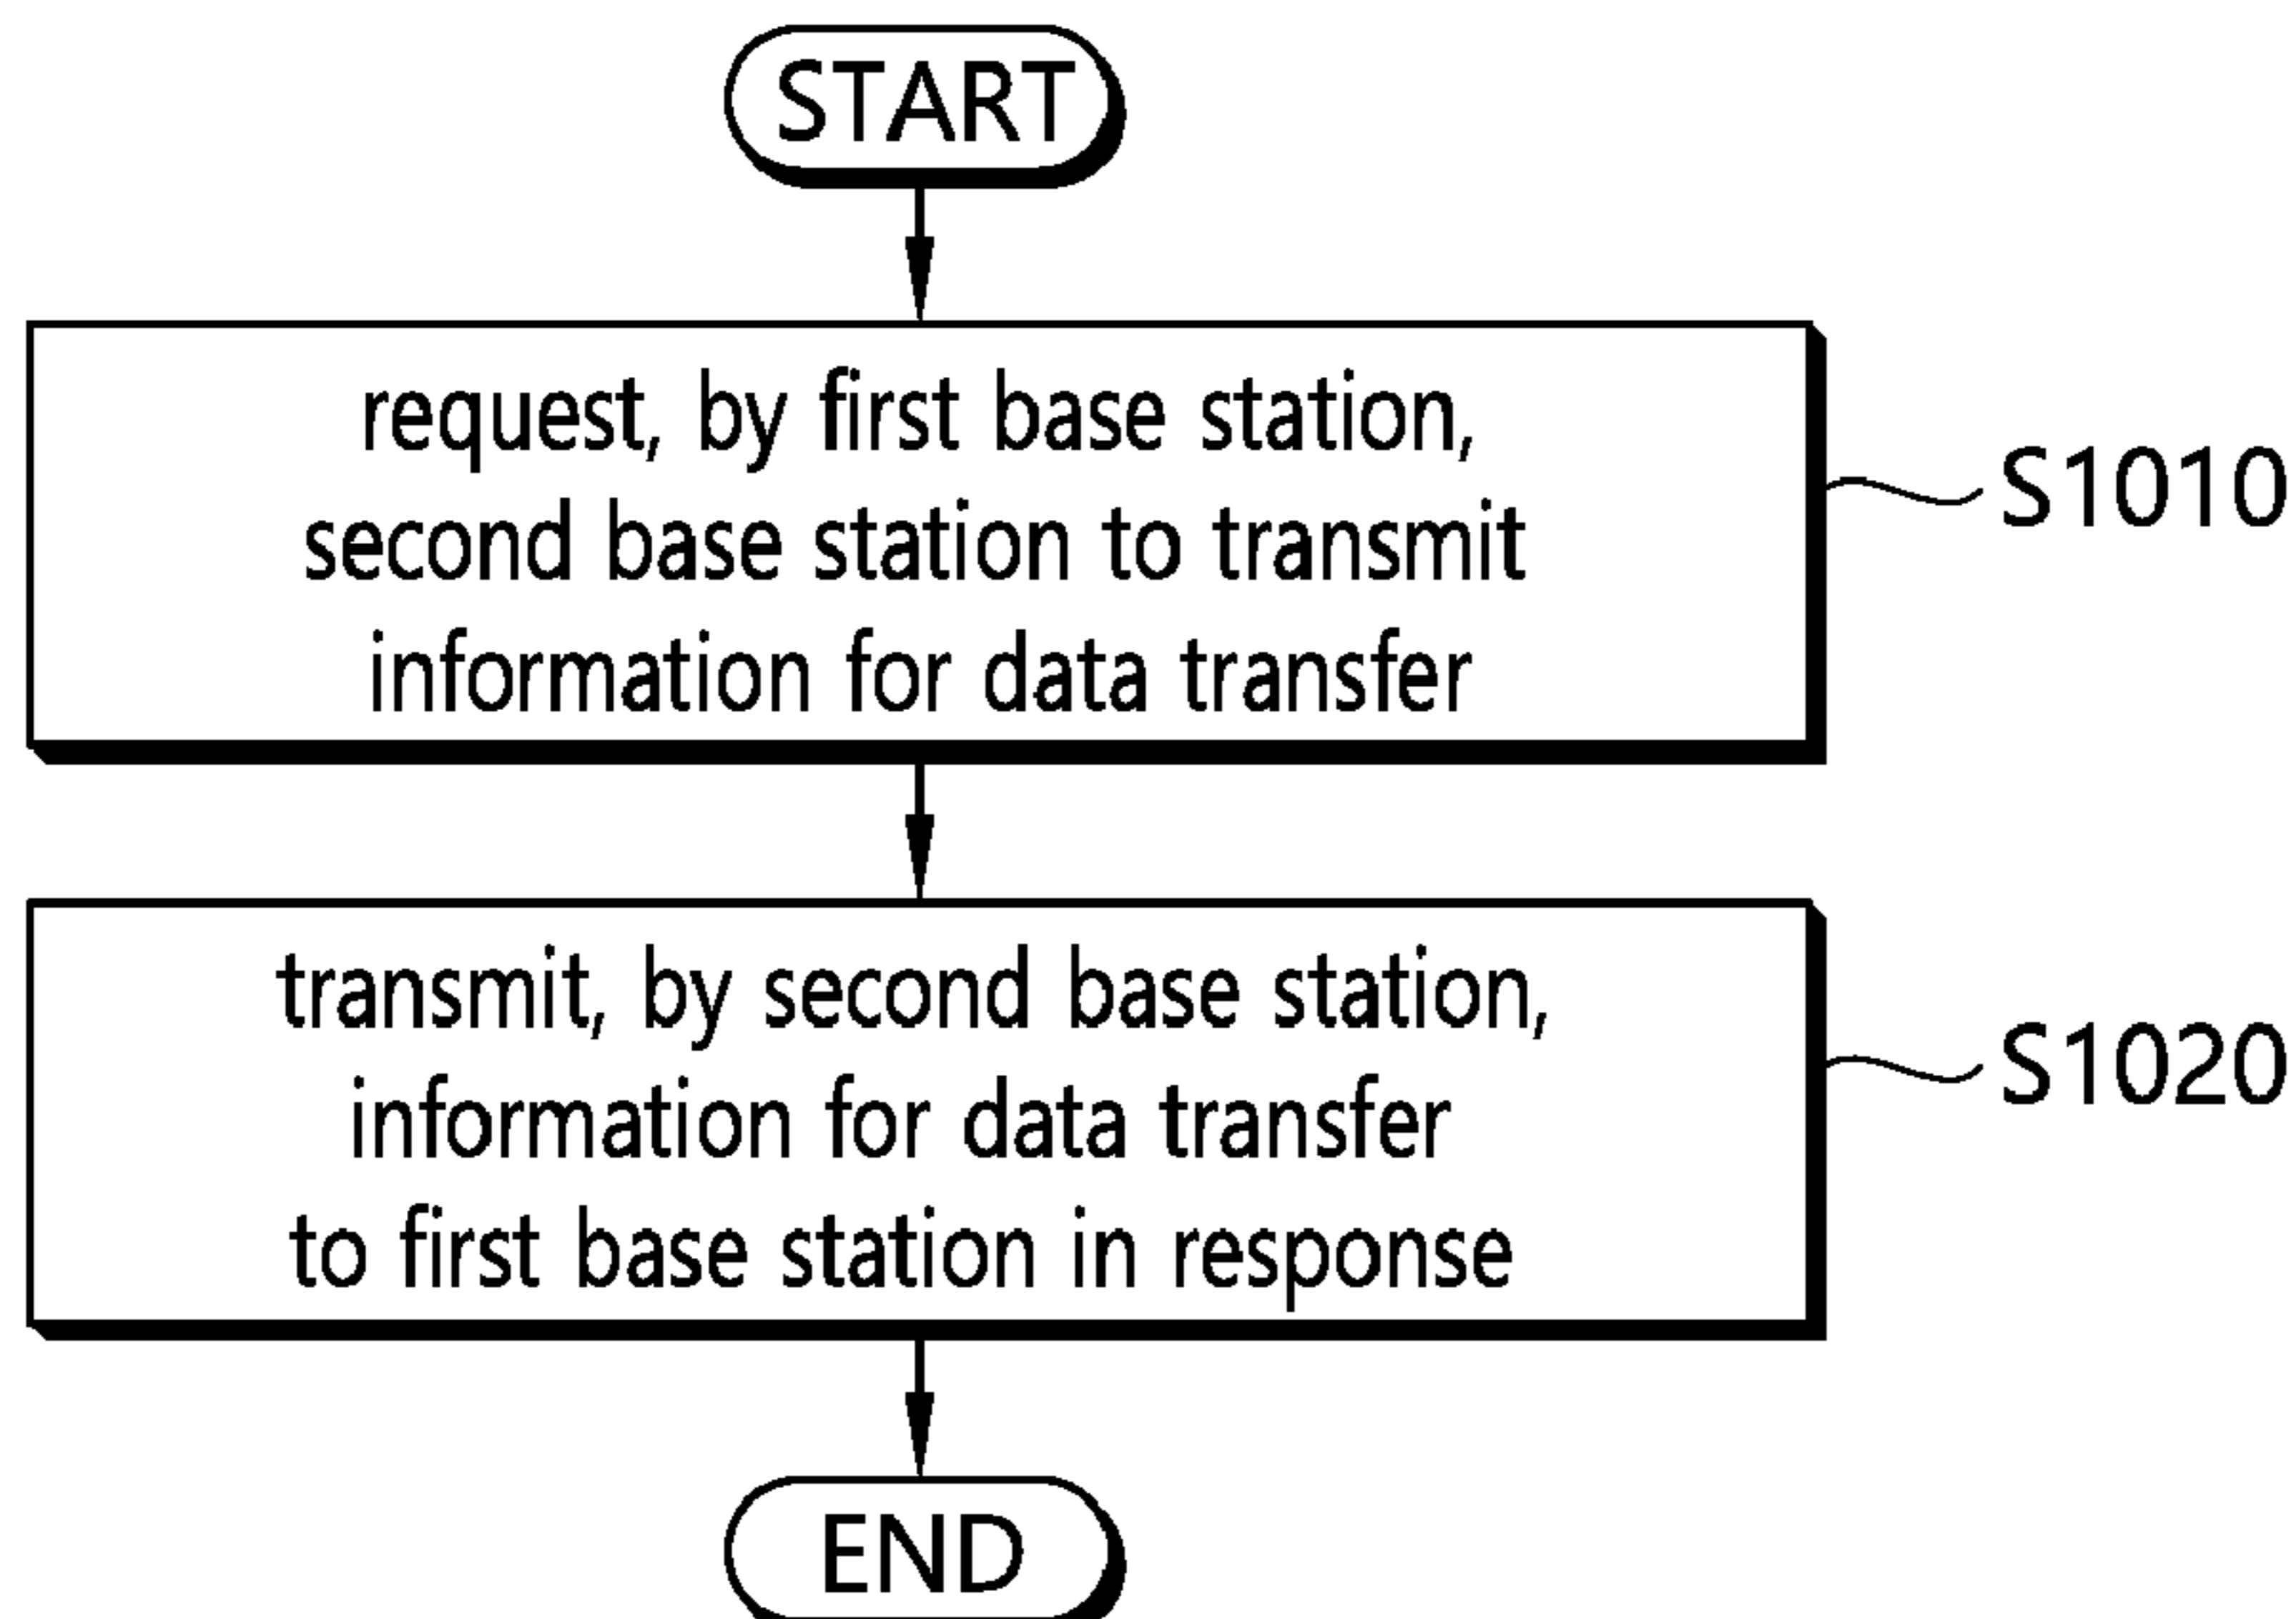 START
request, by first base station,
second base station to transmit
information for data transfer
S1010
transmit, by second base station,
information for data transfer
to first base station in response
S1020
END